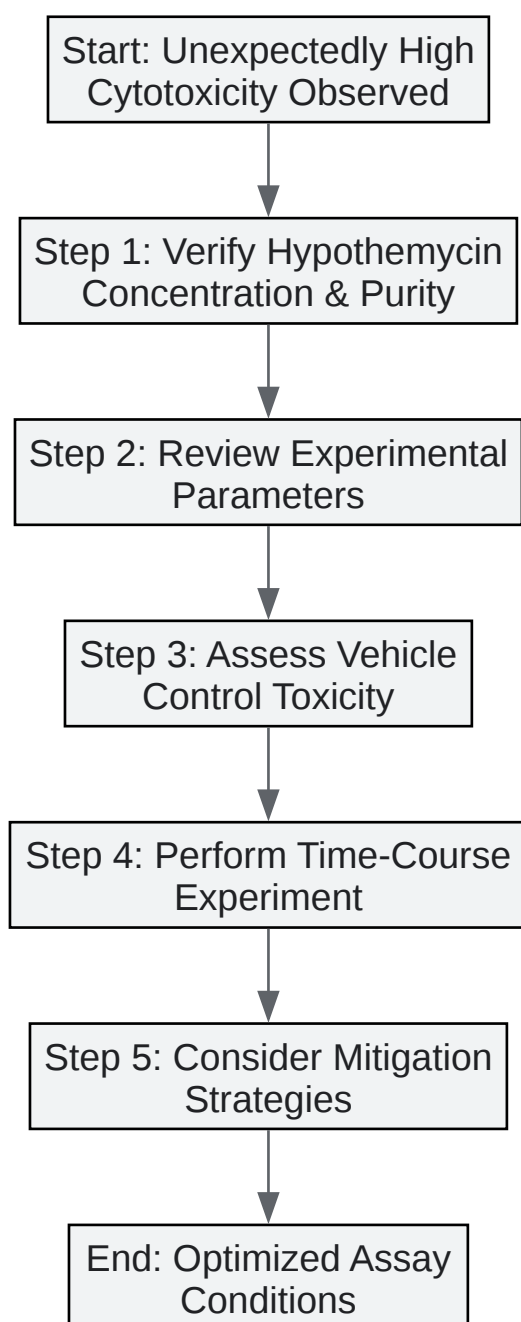 Start: Unexpectedly High
Cytotoxicity Observed
Step 1: Verify Hypothemycin
Concentration & Purity
Step 2: Review Experimental
Parameters
Step 3: Assess Vehicle
Control Toxicity
Step 4: Perform Time-Course
Experiment
Step 5: Consider Mitigation
Strategies
End: Optimized Assay
Conditions